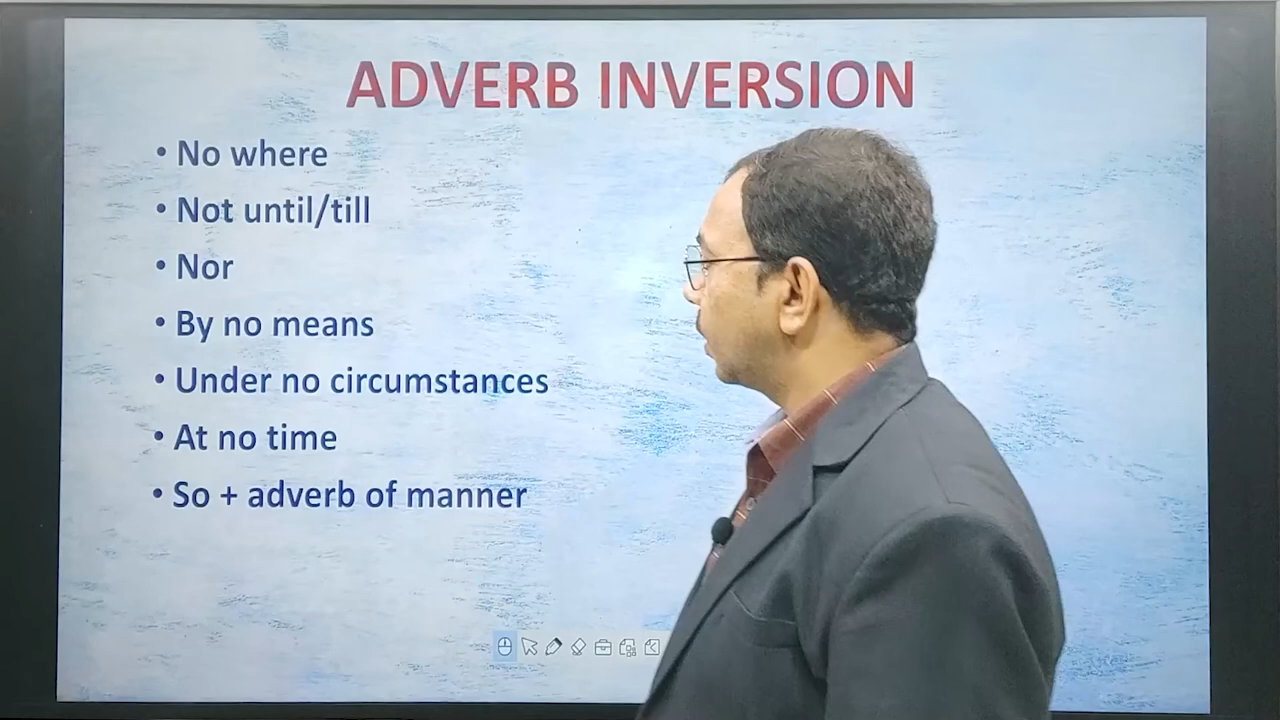 ADVERB INVERSION
• No where
• Not until/till
• Nor
• By no means
• Under no circumstances
• At no time
• So + adverb of manner